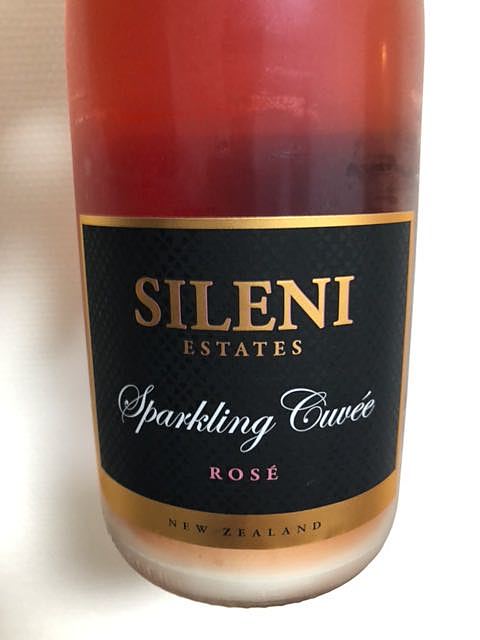 SILENI
ESTATES
Sparkling Cuvée
ROSÉ
NEW ZEALAND